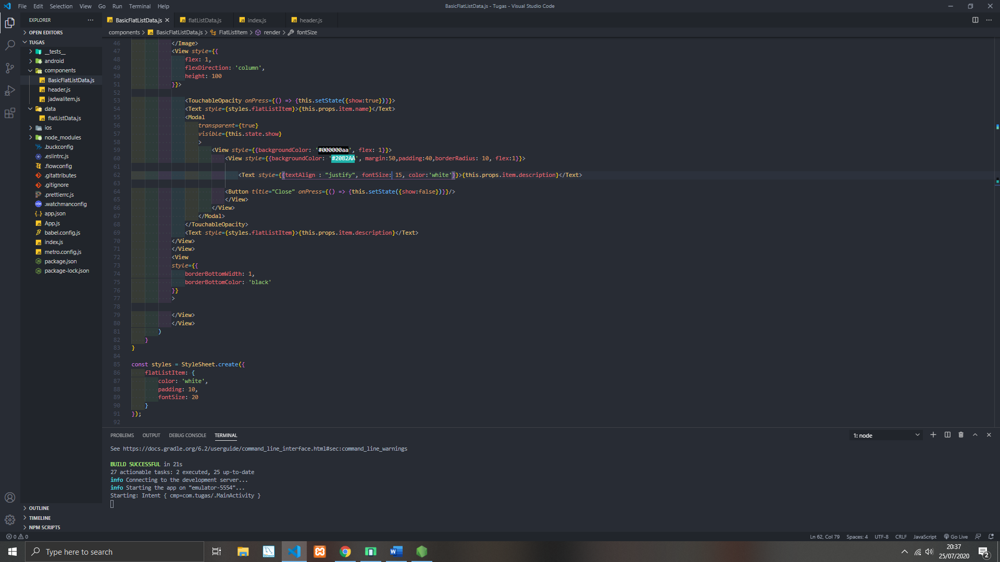 File Edit Selection View Go Run Terminal Help
BasicFlatListData.js - Tugas - Visual Studio Code
EXPLORER
BasicFlatListData.js flatListData.js index.js header.js
components > BasicFlatListData.js > FlatListItem > render > fontSize
OPEN EDITORS
TUGAS
__tests__
android
components
BasicFlatListData.js
header.js
jadwalitem.js
data
flatListData.js
ios
node_modules
.buckconfig
.eslintrc.js
.flowconfig
.gitattributes
.gitignore
.prettierrc.js
.watchmanconfig
app.json
App.js
babel.config.js
index.js
metro.config.js
package.json
package-lock.json
OUTLINE
TIMELINE
NPM SCRIPTS
46 </Image>
47 <View style={{
48 flex: 1,
49 flexDirection: 'column',
50 height: 100
51 }}>
52
53 <TouchableOpacity onPress={() => {this.setState({show:true})}}>
54 <Text style={styles.flatListItem}>{this.props.item.name}</Text>
55 <Modal
56 transparent={true}
57 visible={this.state.show}
58 >
59 <View style={{backgroundColor: '#000000aa', flex: 1}}>
60 <View style={{backgroundColor: '#20B2AA', margin:50,padding:40,borderRadius: 10, flex:1}}>
61
62 <Text style={{textAlign : "justify", fontSize: 15, color:'white'}}>{this.props.item.description}</Text>
63
64 <Button title="Close" onPress={() => {this.setState({show:false})}}/>
65 </View>
66 </View>
67 </Modal>
68 </TouchableOpacity>
69 <Text style={styles.flatListItem}>{this.props.item.description}</Text>
70 </View>
71 </View>
72 <View
73 style={{
74 borderBottomWidth: 1,
75 borderBottomColor: 'black'
76 }}
77 >
78
79 </View>
80 </View>
81 )
82 }
83 }
84
85 const styles = StyleSheet.create({
86 flatListItem: {
87 color: 'white',
88 padding: 10,
89 fontSize: 20
90 }
91 });
92
PROBLEMS OUTPUT DEBUG CONSOLE TERMINAL
1: node
See https://docs.gradle.org/6.2/userguide/command_line_interface.html#sec:command_line_warnings
BUILD SUCCESSFUL in 21s
27 actionable tasks: 2 executed, 25 up-to-date
info Connecting to the development server...
info Starting the app on "emulator-5554"...
Starting: Intent { cmp=com.tugas/.MainActivity }
0 0
Ln 62, Col 79 Spaces: 4 UTF-8 CRLF JavaScript Go Live
Type here to search
20:37
25/07/2020
2